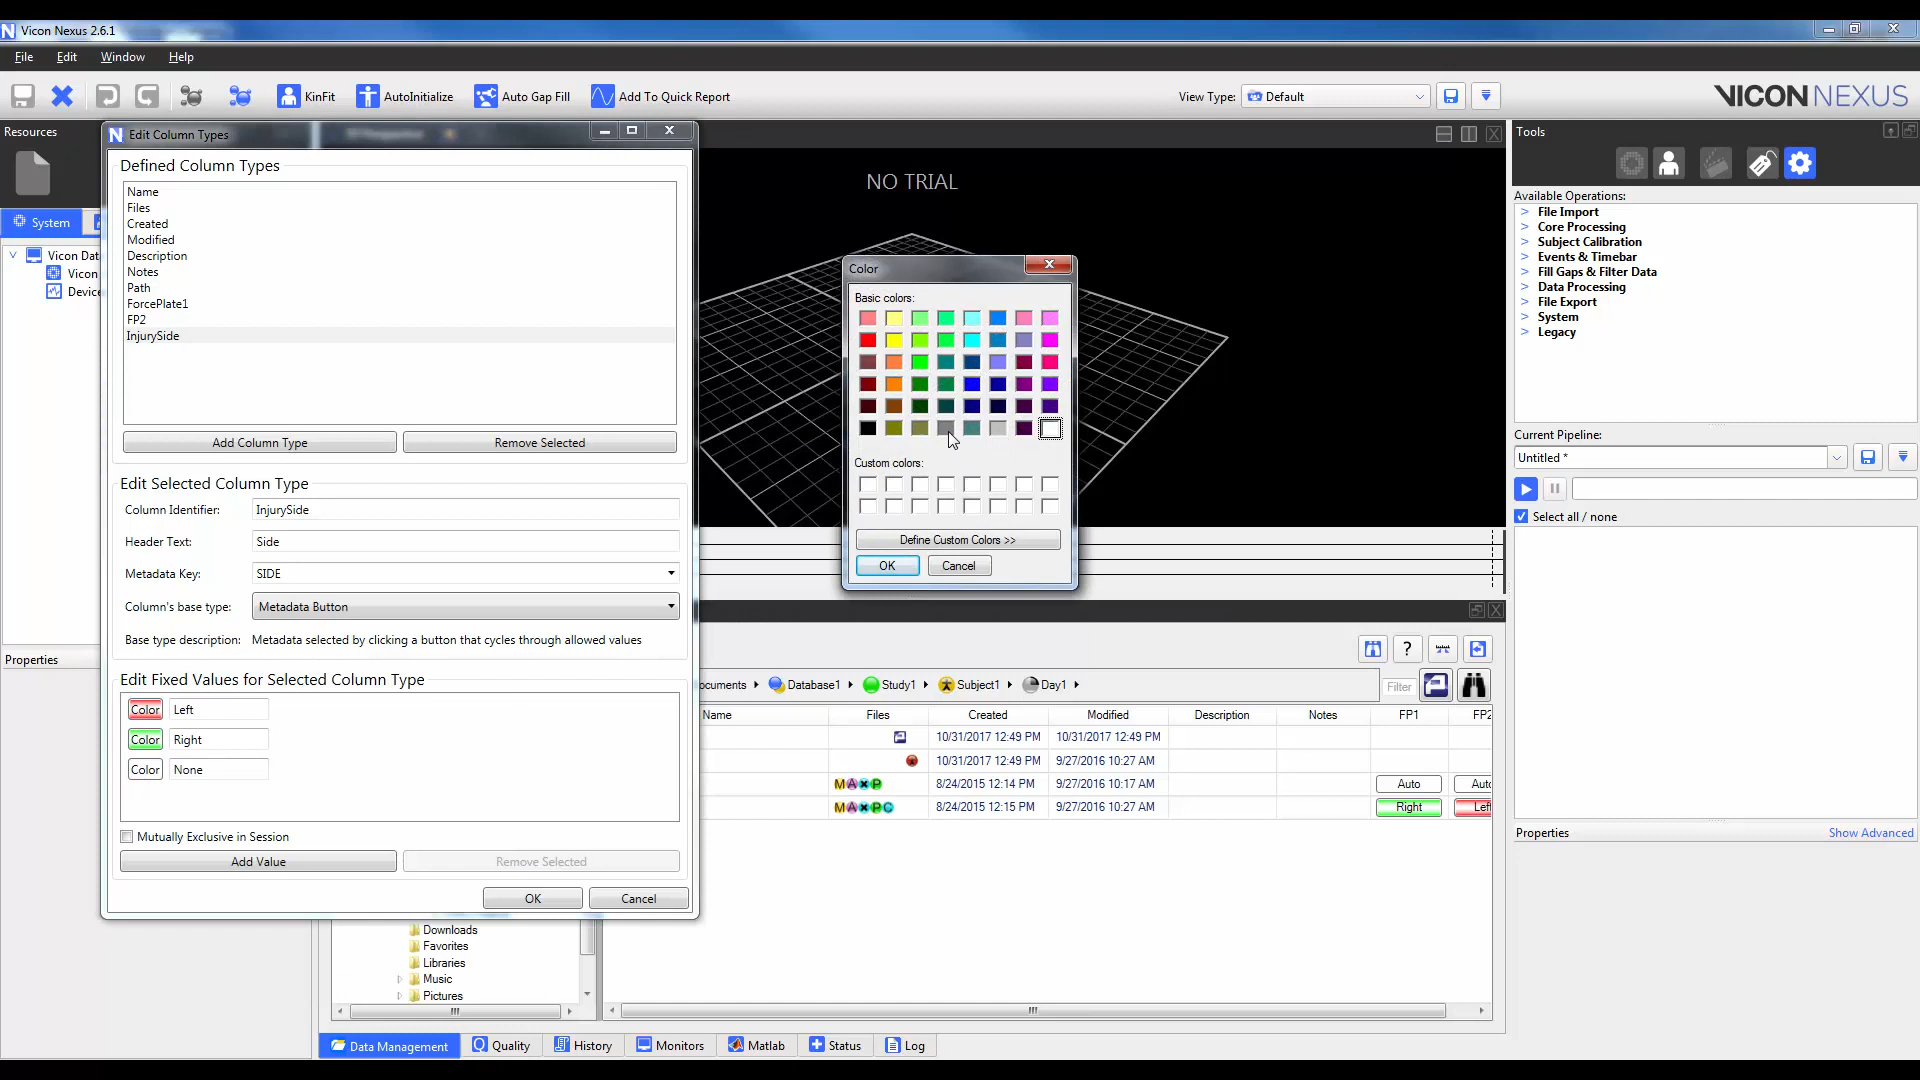 Vicon Nexus 2.6.1
File Edit Window Help
KinFit AutoInitialize Auto Gap Fill Add To Quick Report View Type: Default VICON NEXUS
Resources
System
Vicon Dat
Vicon
Device
Properties
Edit Column Types
Defined Column Types
Name
Files
Created
Modified
Description
Notes
Path
ForcePlate1
FP2
InjurySide
Add Column Type Remove Selected
Edit Selected Column Type
Column Identifier: InjurySide
Header Text: Side
Metadata Key: SIDE
Column's base type: Metadata Button
Base type description: Metadata selected by clicking a button that cycles through allowed values
Edit Fixed Values for Selected Column Type
Color Left
Color Right
Color None
Mutually Exclusive in Session
Add Value Remove Selected
OK Cancel
NO TRIAL
Color
Basic colors:
Custom colors:
Define Custom Colors >>
OK Cancel
ocuments Database1 Study1 Subject1 Day1 Filter
Name Files Created Modified Description Notes FP1 FP2
10/31/2017 12:49 PM 10/31/2017 12:49 PM
10/31/2017 12:49 PM 9/27/2016 10:27 AM
M A X P 8/24/2015 12:14 PM 9/27/2016 10:17 AM Auto Auto
M A X P C 8/24/2015 12:15 PM 9/27/2016 10:27 AM Right Left
Downloads
Favorites
Libraries
Music
Pictures
Data Management Quality History Monitors Matlab Status Log
Tools
Available Operations:
> File Import
> Core Processing
> Subject Calibration
> Events & Timebar
> Fill Gaps & Filter Data
> Data Processing
> File Export
> System
> Legacy
Current Pipeline:
Untitled *
Select all / none
Properties Show Advanced